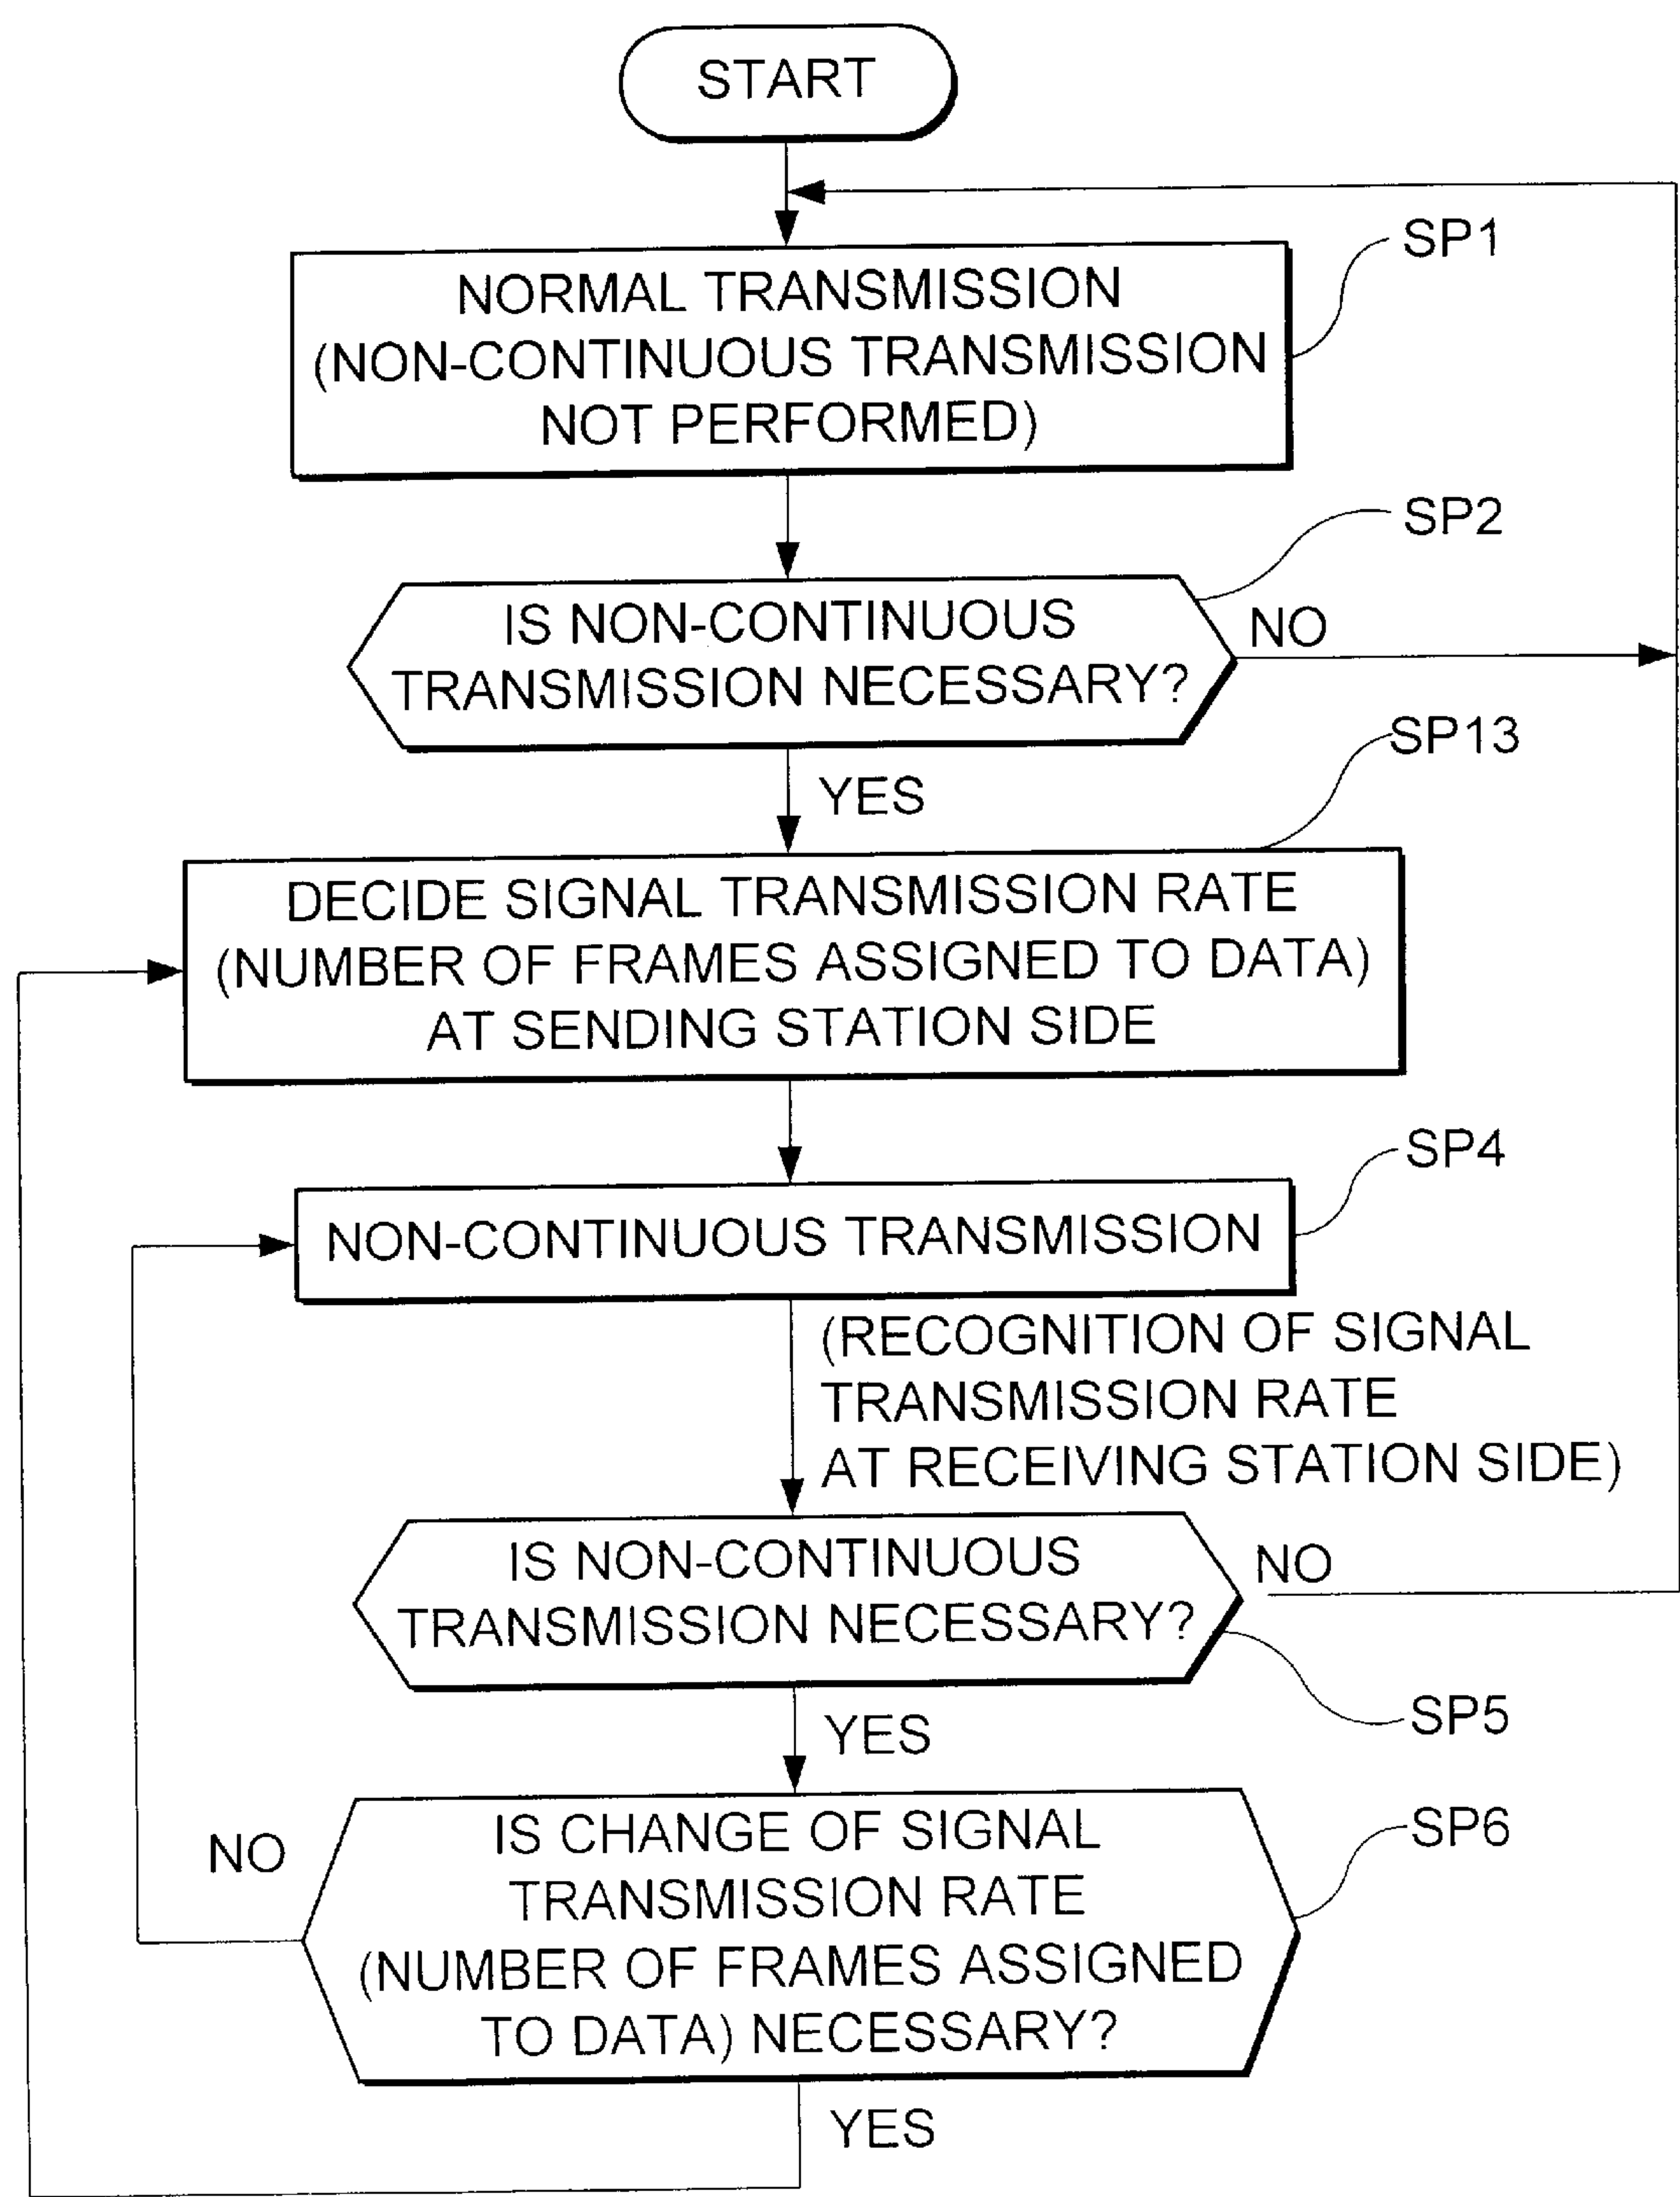 START
SP1
NORMAL TRANSMISSION
(NON-CONTINUOUS TRANSMISSION
NOT PERFORMED)
SP2
IS NON-CONTINUOUS
TRANSMISSION NECESSARY?
NO
SP13
YES
DECIDE SIGNAL TRANSMISSION RATE
(NUMBER OF FRAMES ASSIGNED TO DATA)
AT SENDING STATION SIDE
SP4
NON-CONTINUOUS TRANSMISSION
(RECOGNITION OF SIGNAL
TRANSMISSION RATE
AT RECEIVING STATION SIDE)
IS NON-CONTINUOUS
TRANSMISSION NECESSARY?
NO
SP5
YES
IS CHANGE OF SIGNAL
TRANSMISSION RATE
(NUMBER OF FRAMES ASSIGNED
TO DATA) NECESSARY?
SP6
NO
YES